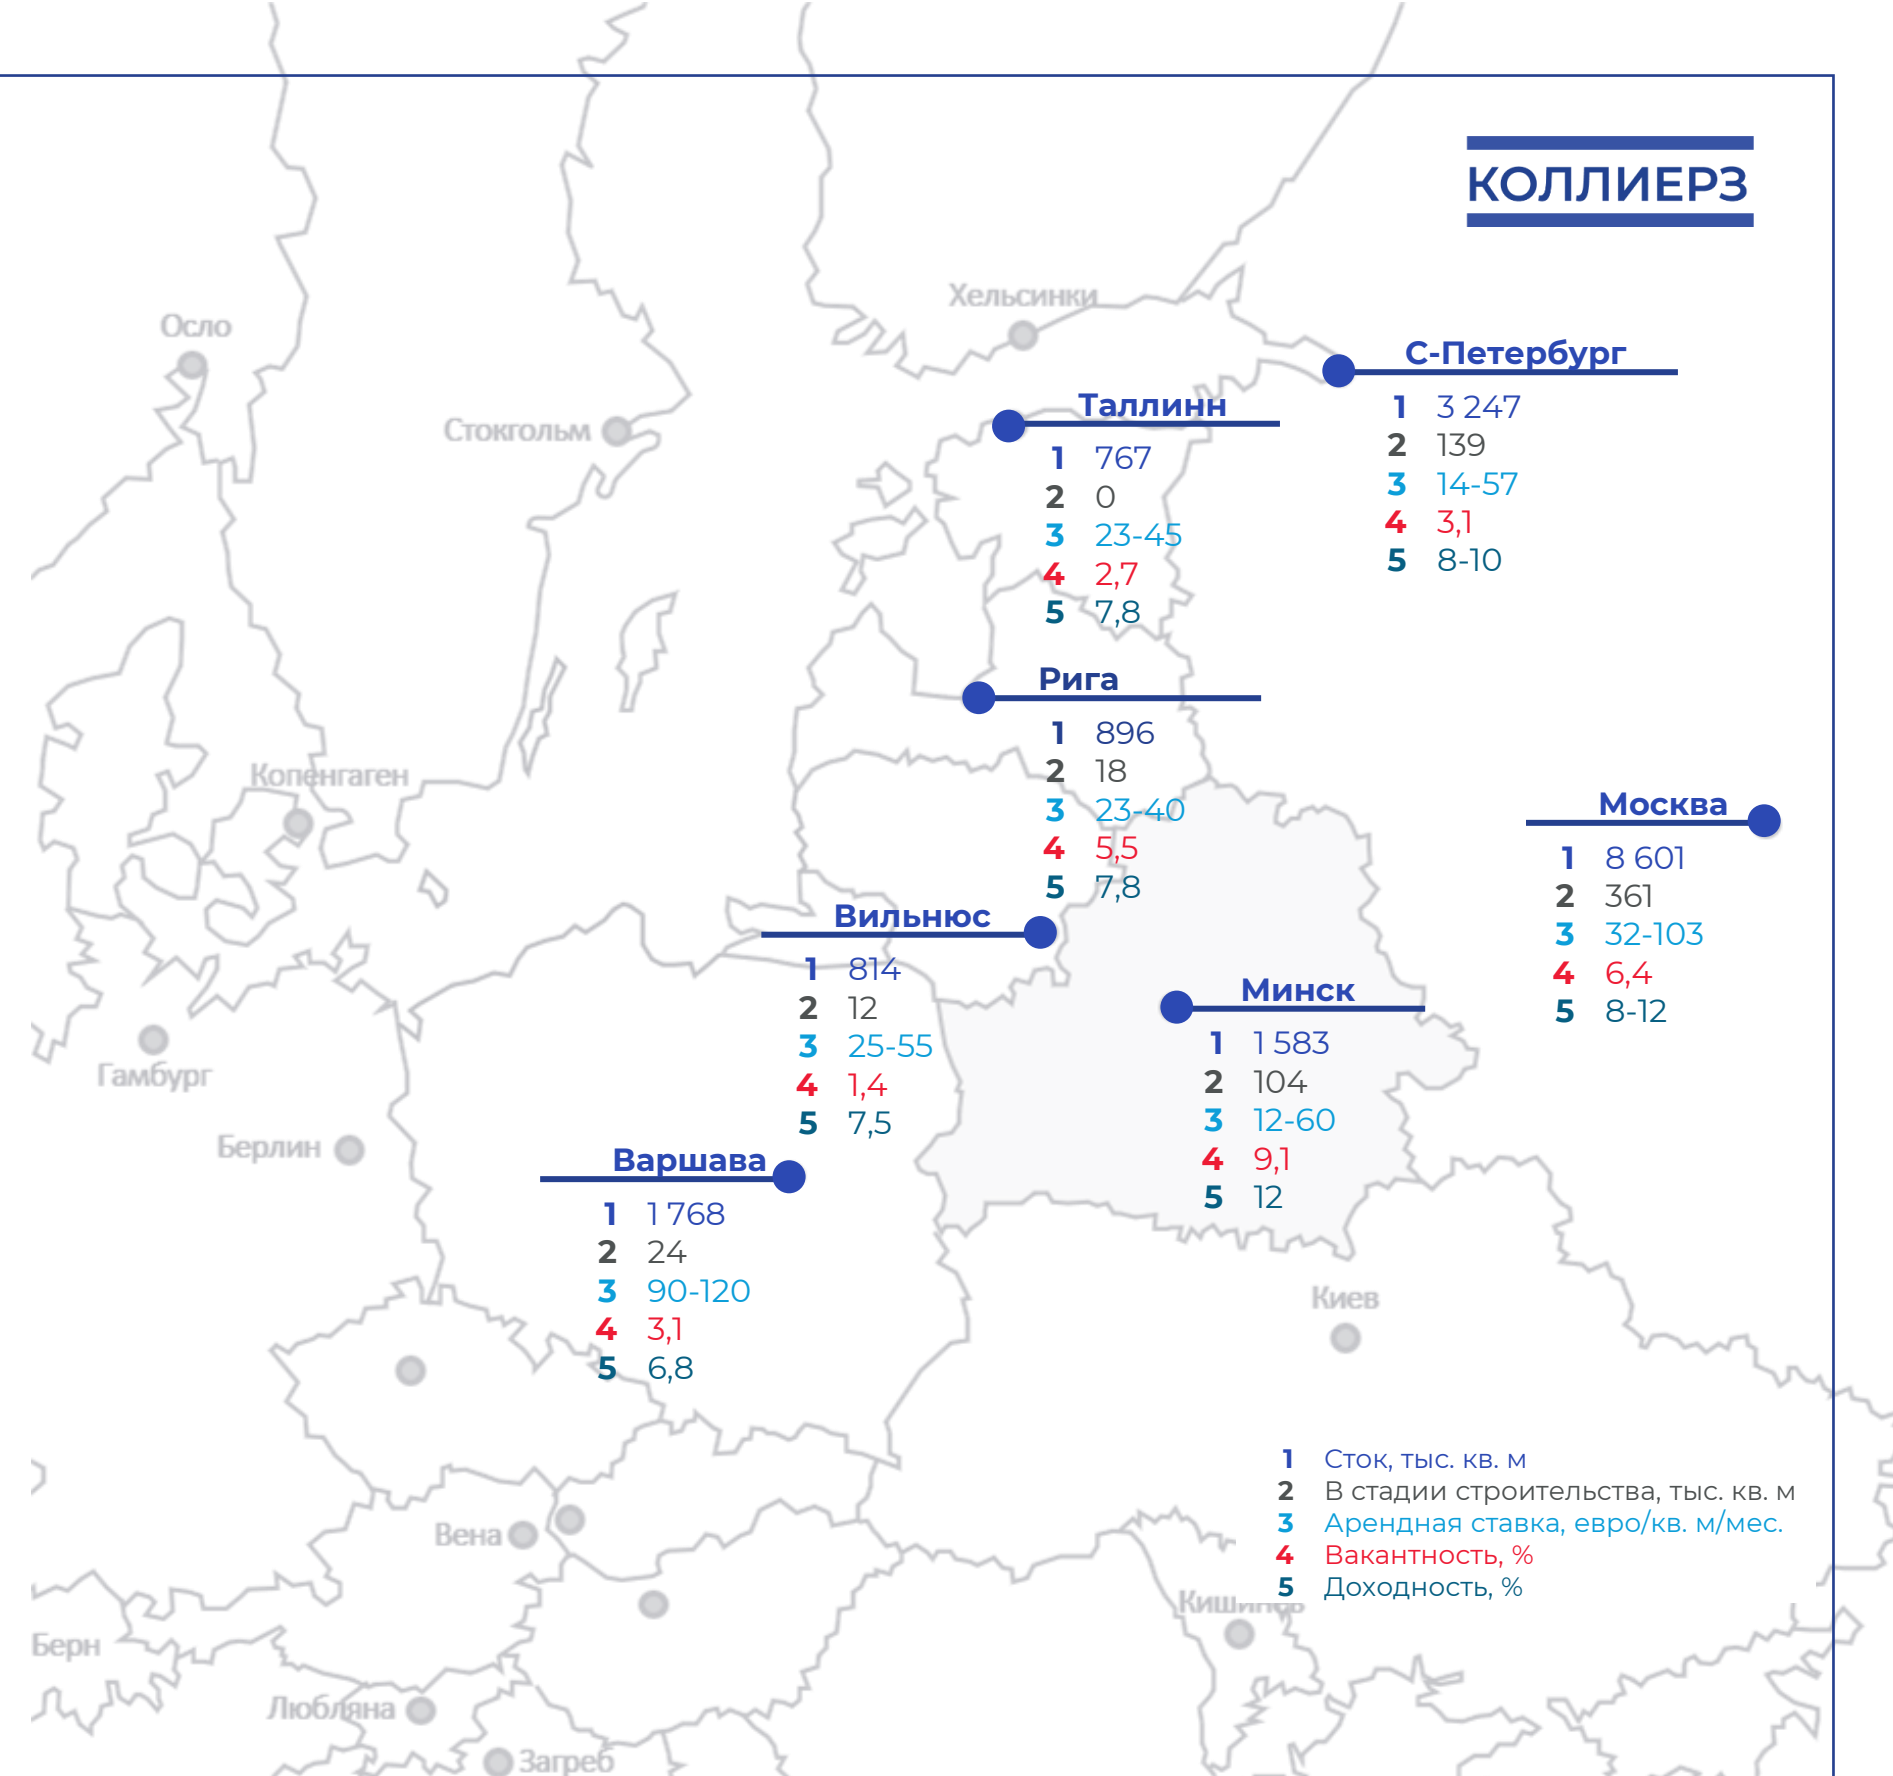 КОЛЛИЕРЗ
Хельсинки
Осло
Стокгольм
С-Петербург
1 3 247
2 139
3 14-57
4 3,1
5 8-10
Таллинн
1 767
2 0
3 23-45
4 2,7
5 7,8
Рига
1 896
2 18
3 23-40
4 5,5
5 7,8
Копенгаген
Москва
1 8 601
2 361
3 32-103
4 6,4
5 8-12
Вильнюс
1 814
2 12
3 25-55
4 1,4
5 7,5
Минск
1 1 583
2 104
3 12-60
4 9,1
5 12
Гамбург
Берлин
Варшава
1 1 768
2 24
3 90-120
4 3,1
5 6,8
Киев
Вена
1 Сток, тыс. кв. м
2 В стадии строительства, тыс. кв. м
3 Арендная ставка, евро/кв. м/мес.
4 Вакантность, %
5 Доходность, %
Кишинев
Берн
Любляна
Загреб